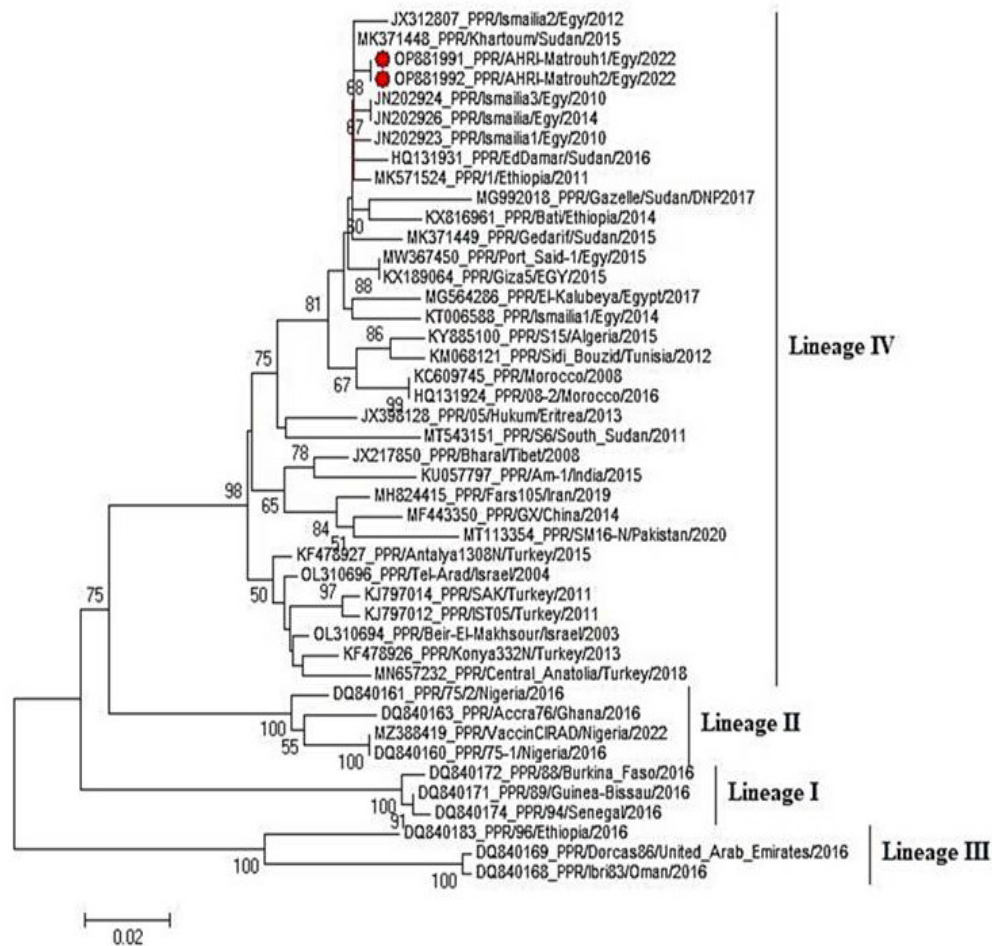 JX312807_PPR/Ismailia2/Egy/2012
MK371448_PPR/Khartoum/Sudan/2015
OP881991_PPR/AHRI-Matrouh1/Egy/2022
OP881992_PPR/AHRI-Matrouh2/Egy/2022
68
JN202924_PPR/Ismailia3/Egy/2010
JN202926_PPR/Ismailia/Egy/2014
67
JN202923_PPR/Ismailia1/Egy/2010
HQ131931_PPR/EdDamar/Sudan/2016
MK571524_PPR/1/Ethiopia/2011
MG992018_PPR/Gazelle/Sudan/DNP2017
KX816961_PPR/Bati/Ethiopia/2014
60
MK371449_PPR/Gedarif/Sudan/2015
MW367450_PPR/Port_Said-1/Egy/2015
KX189064_PPR/Giza5/EGY/2015
88
MG564286_PPR/El-Kalubeya/Egypt/2017
81
KT006588_PPR/Ismailia1/Egy/2014
86
KY885100_PPR/S15/Algeria/2015
Lineage IV
KM068121_PPR/Sidi_Bouzid/Tunisia/2012
75
KC609745_PPR/Morocco/2008
67
HQ131924_PPR/08-2/Morocco/2016
99
JX398128_PPR/05/Hukum/Eritrea/2013
MT543151_PPR/S6/South_Sudan/2011
78
JX217850_PPR/Bharal/Tibet/2008
KU057797_PPR/Am-1/India/2015
98
65
MH824415_PPR/Fars105/Iran/2019
MF443350_PPR/GX/China/2014
84
MT113354_PPR/SM16-N/Pakistan/2020
51
KF478927_PPR/Antalya1308N/Turkey/2015
OL310696_PPR/Tel-Arad/Israel/2004
75
50
97
KJ797014_PPR/SAK/Turkey/2011
KJ797012_PPR/IST05/Turkey/2011
OL310694_PPR/Beir-El-Makhsour/Israel/2003
KF478926_PPR/Konya332N/Turkey/2013
MN657232_PPR/Central_Anatolia/Turkey/2018
DQ840161_PPR/75/2/Nigeria/2016
DQ840163_PPR/Accra76/Ghana/2016
Lineage II
100
MZ388419_PPR/VaccinCIRAD/Nigeria/2022
55
DQ840160_PPR/75-1/Nigeria/2016
100
DQ840172_PPR/88/Burkina_Faso/2016
DQ840171_PPR/89/Guinea-Bissau/2016
Lineage I
100
DQ840174_PPR/94/Senegal/2016
91
DQ840183_PPR/96/Ethiopia/2016
DQ840169_PPR/Dorcas86/United_Arab_Emirates/2016
Lineage III
100
DQ840168_PPR/Ibri83/Oman/2016
100
0.02